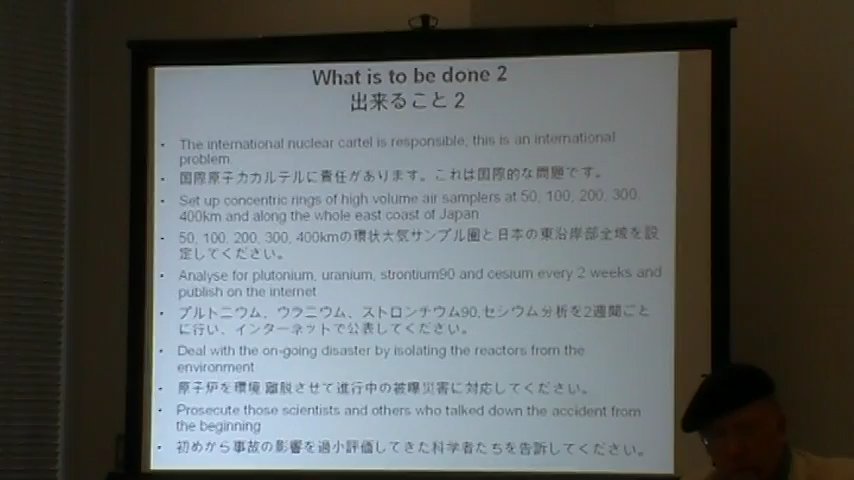 What is to be done 2
出来ること 2
• The international nuclear cartel is responsible, this is an international
problem
• 国際原子力カルテルに責任があります。これは国際的な問題です。
• Set up concentric rings of high volume air samplers at 50, 100, 200, 300,
400km and along the whole east coast of Japan
• 50, 100, 200, 300, 400kmの環状大気サンプル圏と日本の東沿岸部全域を設
定してください。
• Analyse for plutonium, uranium, strontium90 and cesium every 2 weeks and
publish on the internet
• プルトニウム、ウラニウム、ストロンチウム90,セシウム分析を2週間ごと
に行い、インターネットで公表してください。
• Deal with the on-going disaster by isolating the reactors from the
environment
• 原子炉を環境 離脱させて進行中の被曝災害に対応してください。
• Prosecute those scientists and others who talked down the accident from
the beginning
• 初めから事故の影響を過小評価してきた科学者たちを告訴してください。